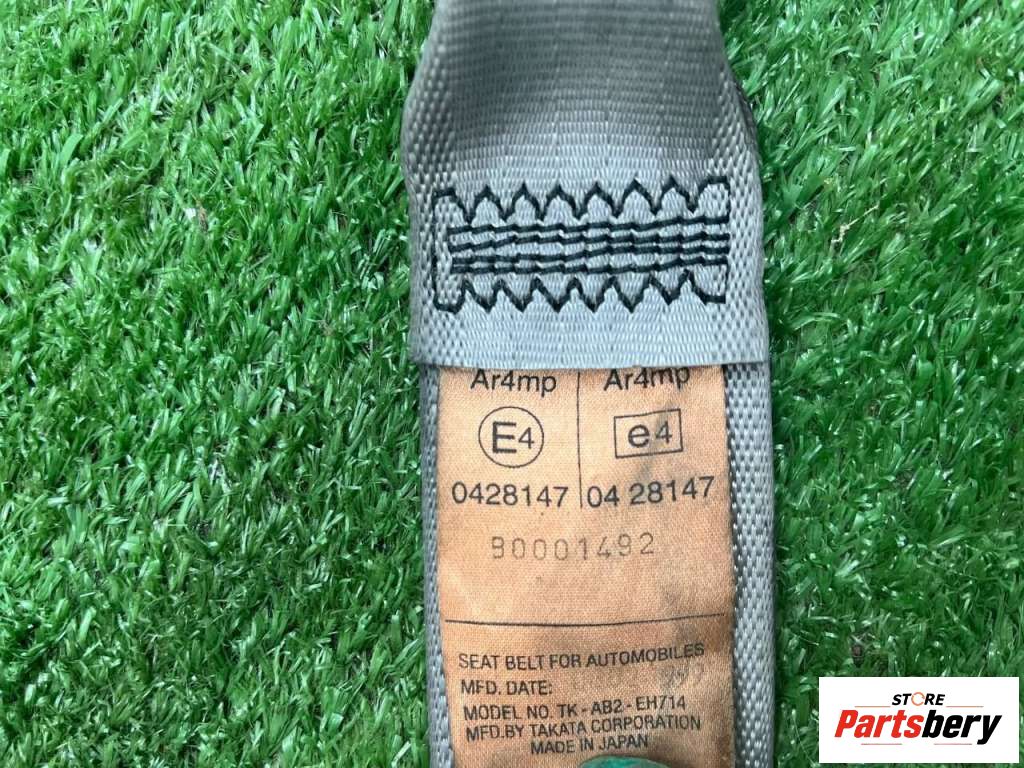 Ar4mp Ar4mp
E4 e4
0428147 04 28147
90001492
SEAT BELT FOR AUTOMOBILES
MFD. DATE:
MODEL NO. TK - AB2 - EH714
MFD.BY TAKATA CORPORATION
MADE IN JAPAN
STORE
Partsbery